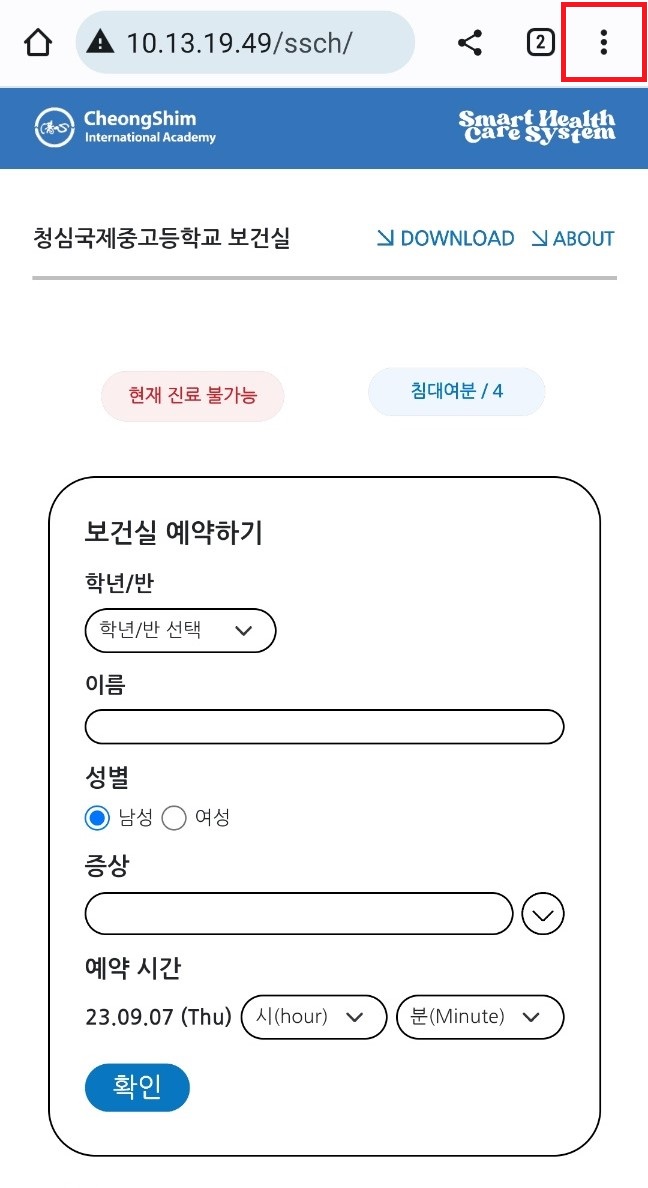 10.13.19.49/ssch/
2
CheongShim
International Academy
Smart Health
Care System
청심국제중고등학교 보건실
DOWNLOAD
ABOUT
현재 진료 불가능
침대여분 / 4
보건실 예약하기
학년/반
학년/반 선택
이름
성별
남성 여성
증상
예약 시간
23.09.07 (Thu) 시(hour) 분(Minute)
확인